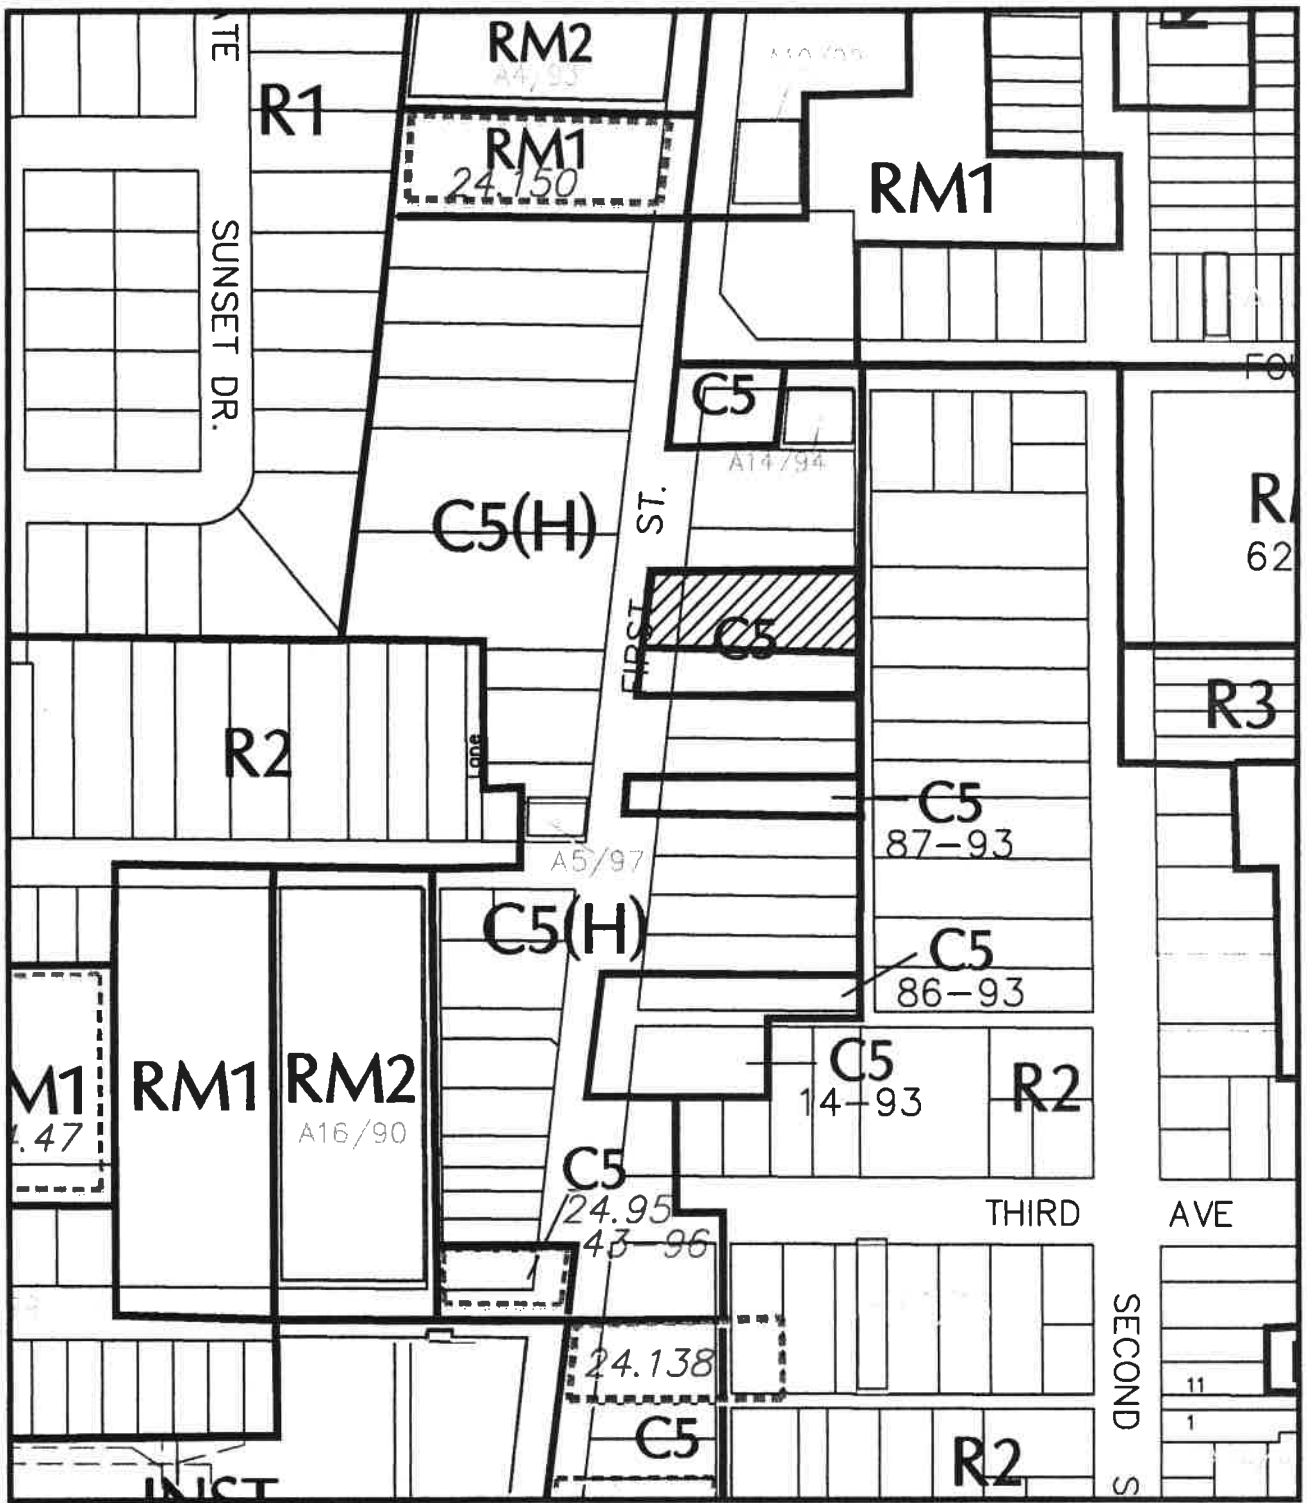 RM2
A4/93
R1
RM1
24.150
RM1
SUNSET DR.
C5
A14/94
C5(H)
ST.
62
FIRST
C5
R3
R2
Lane
C5
87-93
A5/97
C5(H)
C5
86-93
RM1
RM2
A16/90
C5
14-93
R2
C5
24.95
43-96
THIRD AVE
24.138
SECOND
11
1
C5
R2
INST